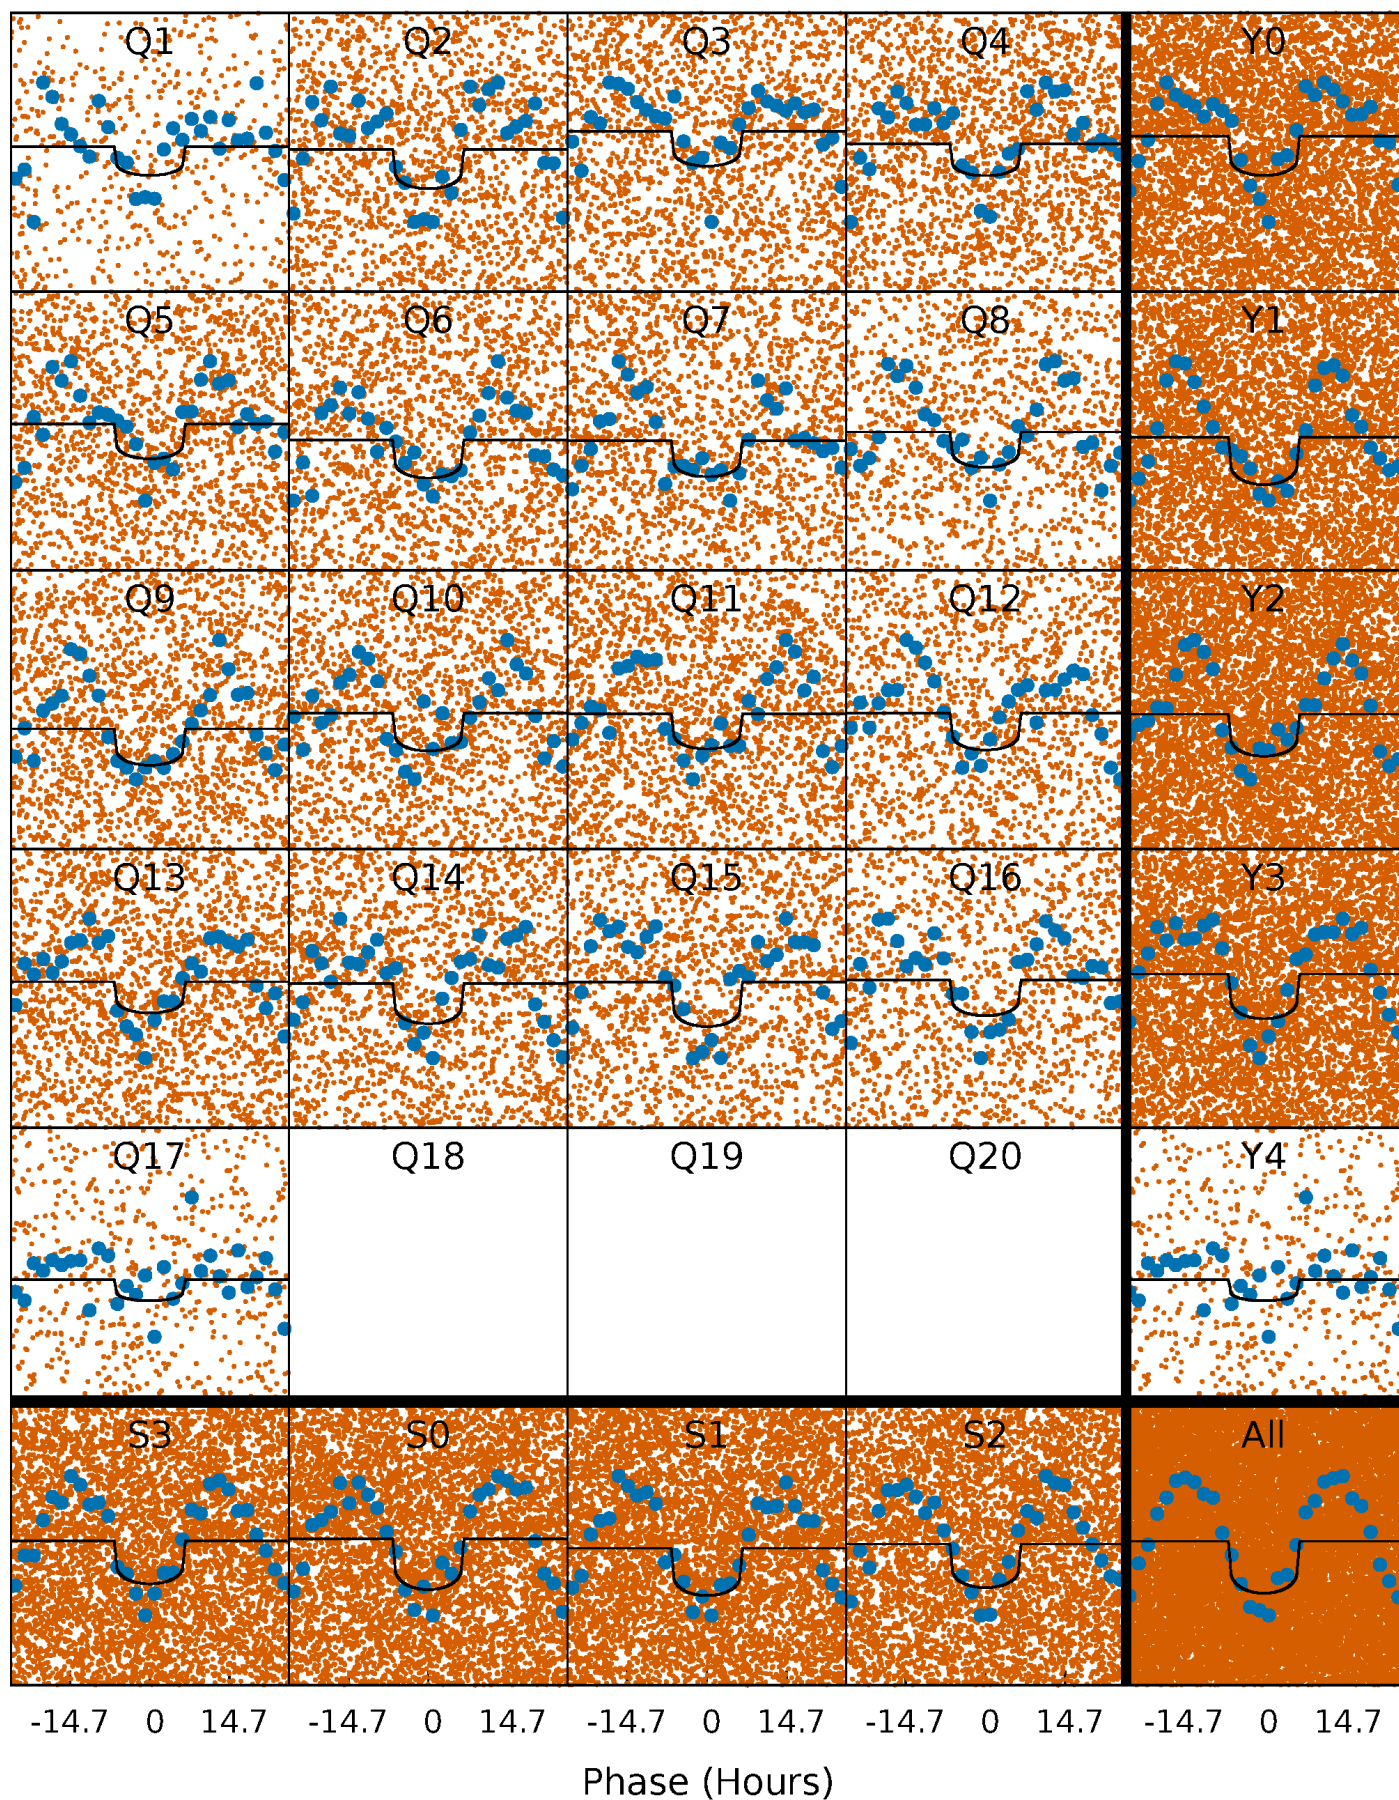 Q1 Q2 Q3 Q4 Y0
Q5 Q6 Q7 Q8 Y1
Q9 Q10 Q11 Q12 Y2
Q13 Q14 Q15 Q16 Y3
Q17 Q18 Q19 Q20 Y4
S3 S0 S1 S2 All
-14.7 0 14.7 -14.7 0 14.7 -14.7 0 14.7 -14.7 0 14.7 -14.7 0 14.7
Phase (Hours)